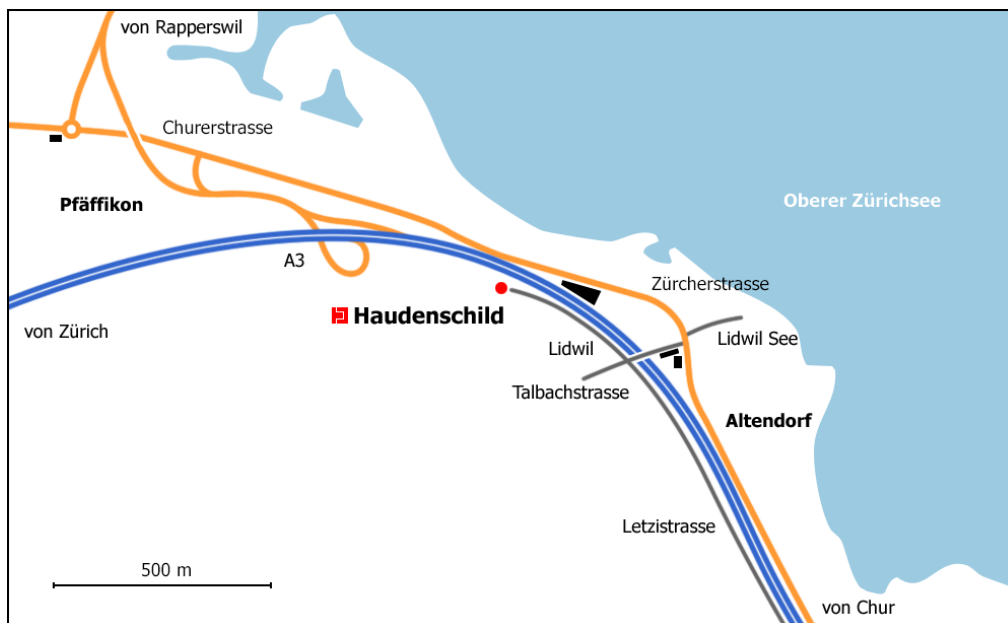 von Rapperswil
Churerstrasse
Pfäffikon
Oberer Zürichsee
A3
Zürcherstrasse
Haudenschild
von Zürich
Lidwil
Lidwil See
Talbachstrasse
Altendorf
Letzistrasse
500 m
von Chur